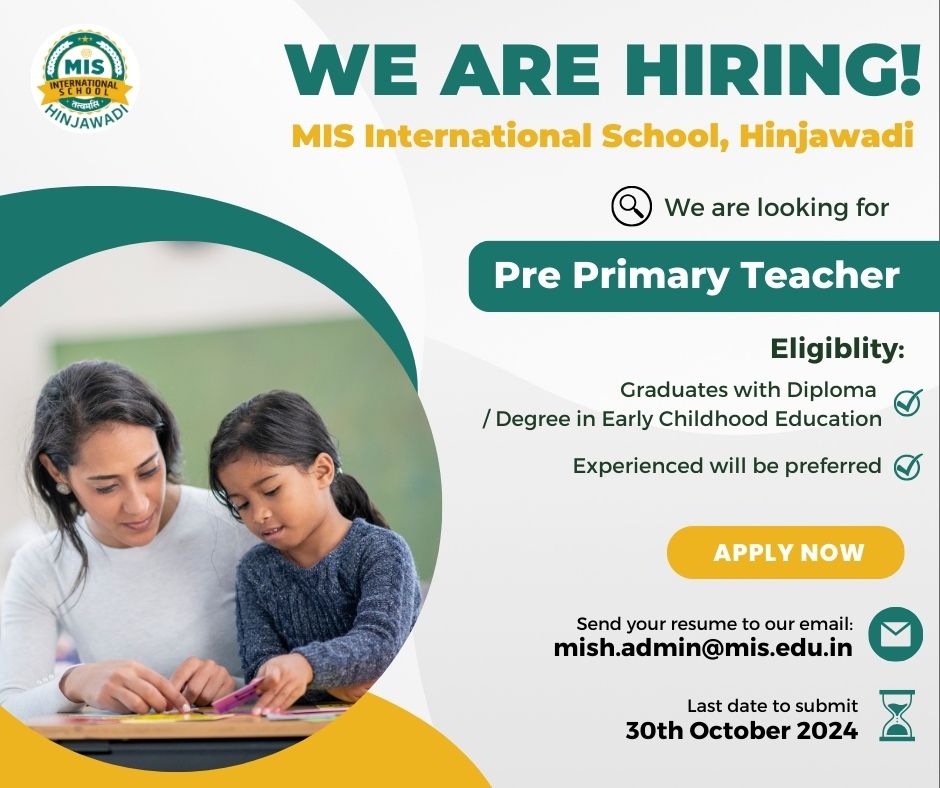 MIS
INTERNATIONAL
SCHOOL
तत्वमसि
HINJAWADI
WE ARE HIRING!
MIS International School, Hinjawadi
We are looking for
Pre Primary Teacher
Eligiblity:
Graduates with Diploma
/ Degree in Early Childhood Education
Experienced will be preferred
APPLY NOW
Send your resume to our email:
mish.admin@mis.edu.in
Last date to submit
30th October 2024